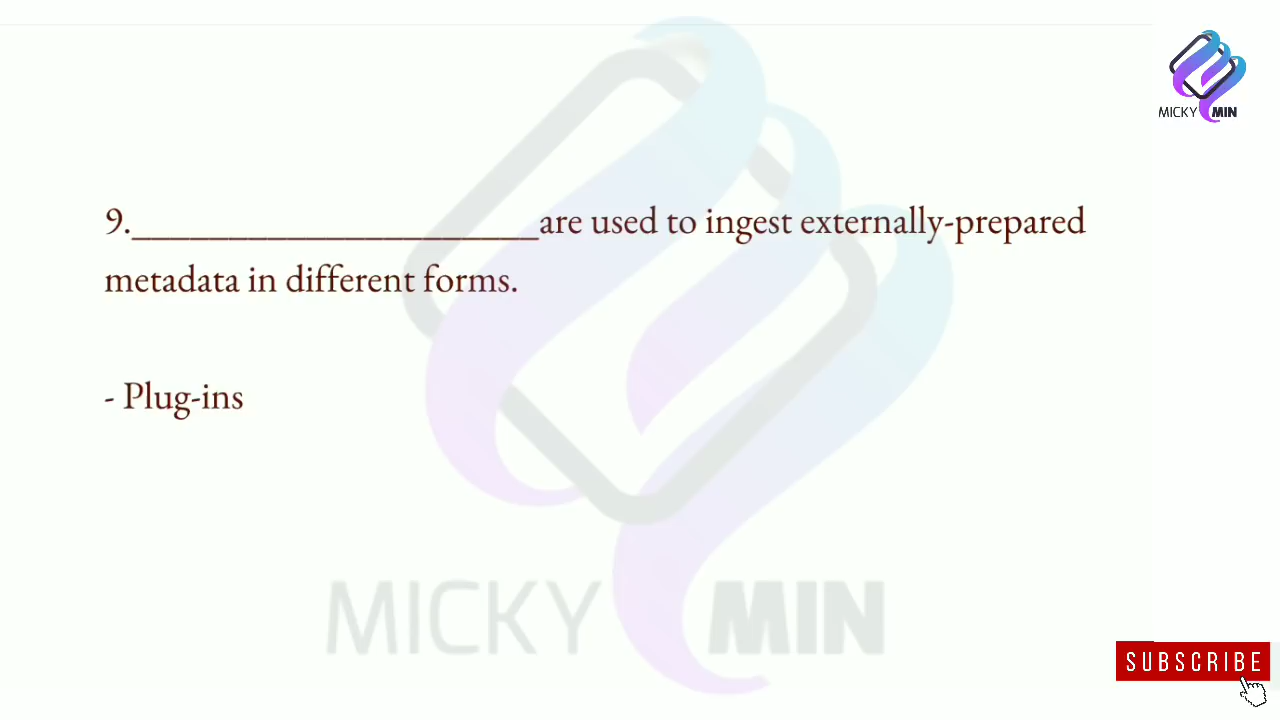 MICKY MIN
9.______________________are used to ingest externally-prepared
metadata in different forms.
- Plug-ins
MICKY MIN
SUBSCRIBE